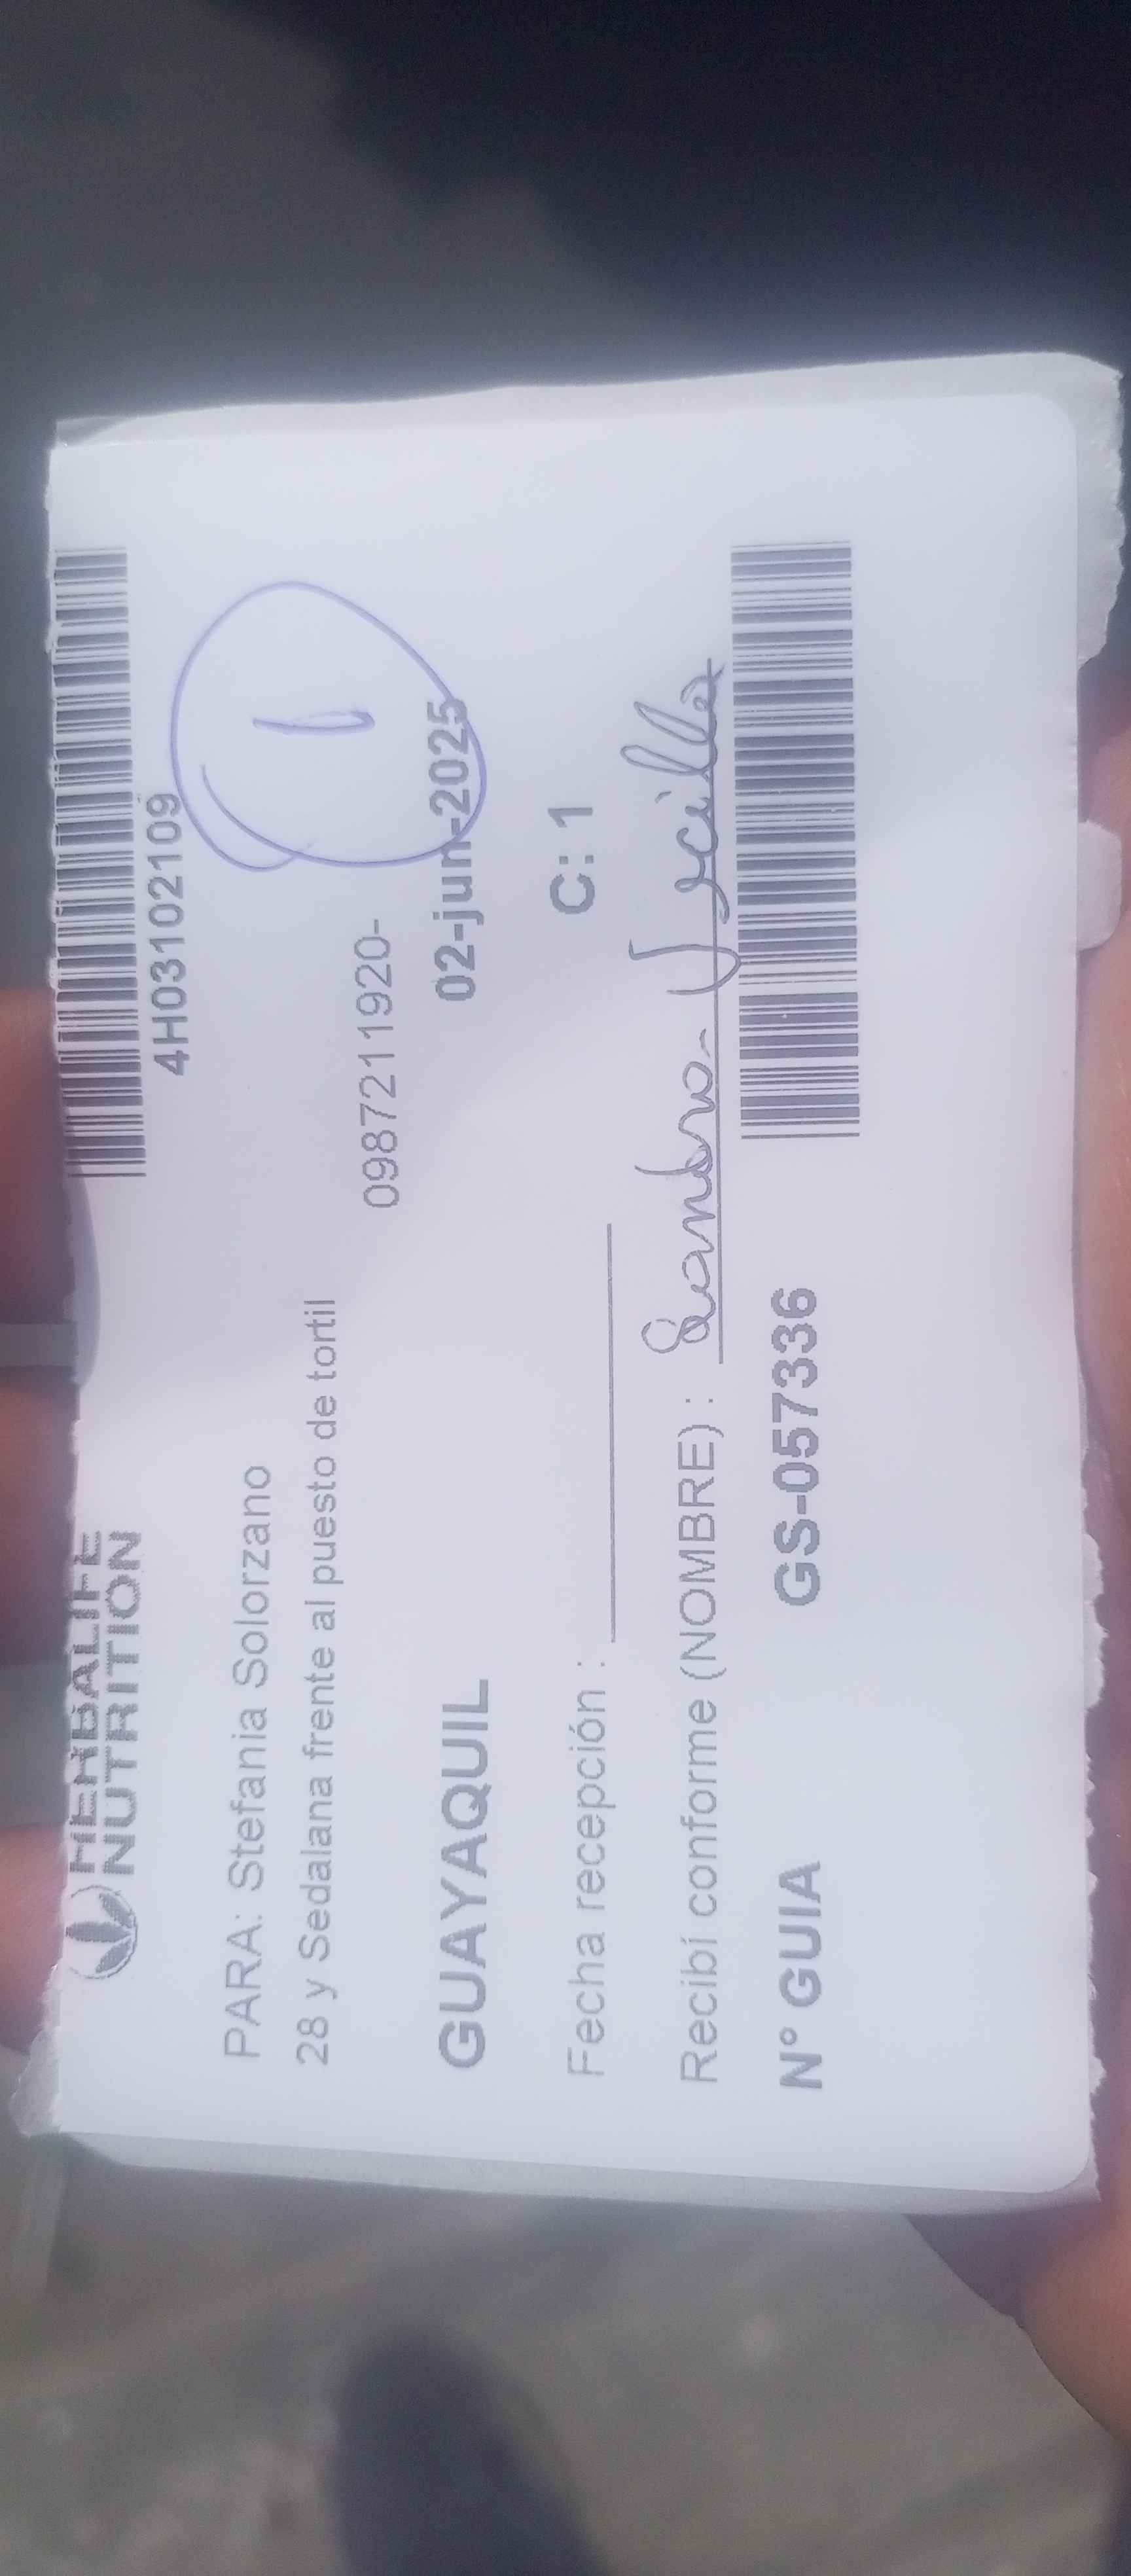 HERBALIFE
NUTRITION
4H03102109
PARA: Stefania Solorzano
28 y Sedalana frente al puesto de tortil
1
0987211920-
GUAYAQUIL
02-jun-2025
Fecha recepción :
C: 1
Recibí conforme (NOMBRE) :
N° GUIA
GS-057336